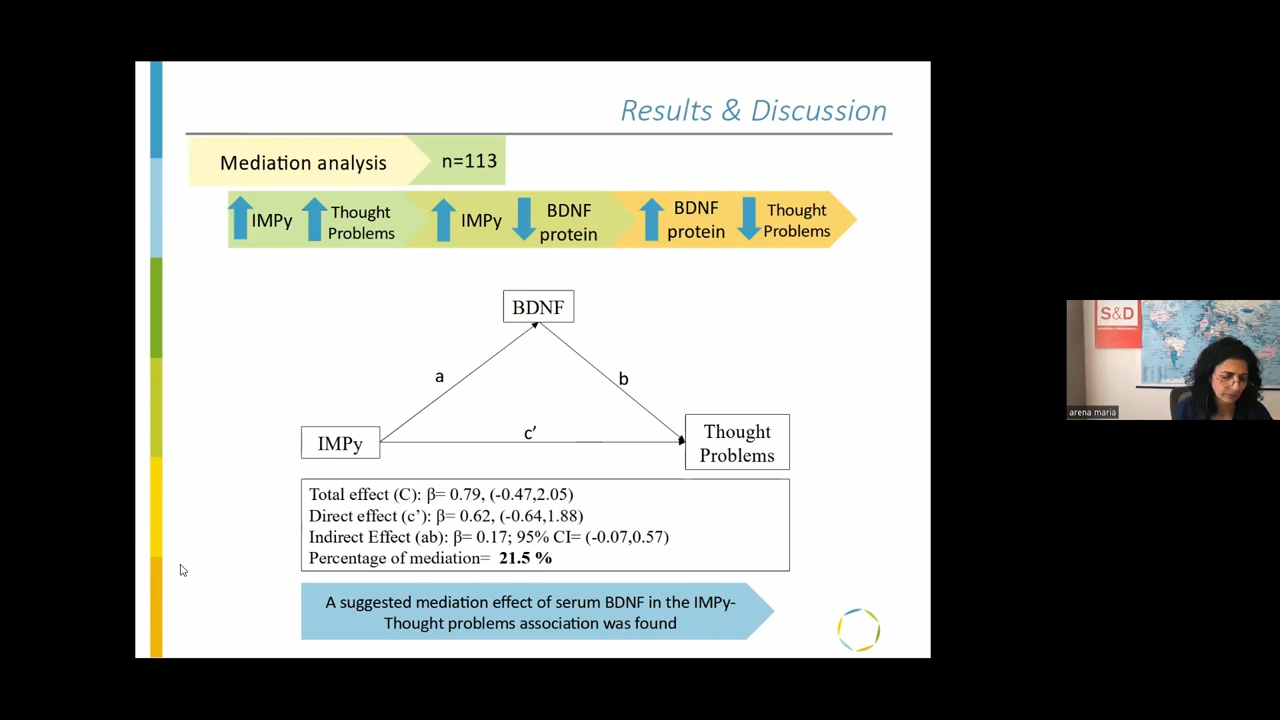 Results & Discussion
Mediation analysis
n=113
IMPy
Thought
Problems
IMPy
BDNF
protein
BDNF
protein
Thought
Problems
BDNF
a
b
IMPy
c’
Thought
Problems
Total effect (C): β= 0.79, (-0.47,2.05)
Direct effect (c’): β= 0.62, (-0.64,1.88)
Indirect Effect (ab): β= 0.17; 95% CI= (-0.07,0.57)
Percentage of mediation= 21.5 %
A suggested mediation effect of serum BDNF in the IMPy-
Thought problems association was found
S&D
arena maria